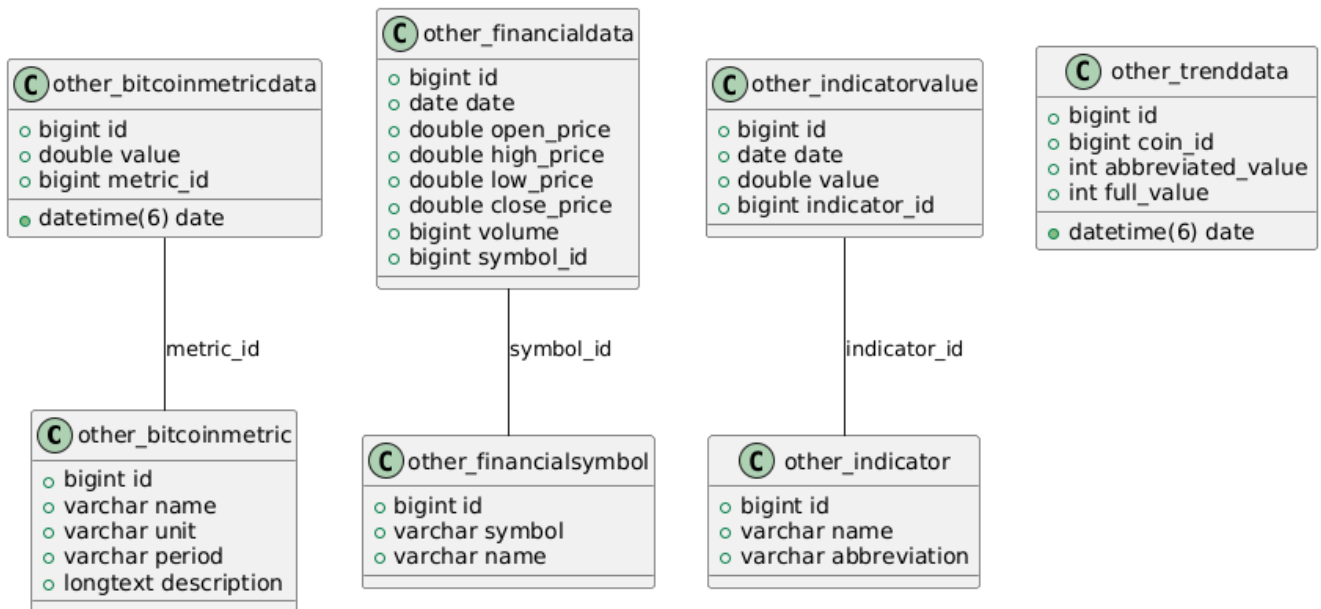 C other_bitcoinmetricdata
bigint id
double value
bigint metric_id
datetime(6) date
C other_financialdata
bigint id
date date
double open_price
double high_price
double low_price
double close_price
bigint volume
bigint symbol_id
C other_indicatorvalue
bigint id
date date
double value
bigint indicator_id
C other_trenddata
bigint id
bigint coin_id
int abbreviated_value
int full_value
datetime(6) date
metric_id
symbol_id
indicator_id
C other_bitcoinmetric
bigint id
varchar name
varchar unit
varchar period
longtext description
C other_financialsymbol
bigint id
varchar symbol
varchar name
C other_indicator
bigint id
varchar name
varchar abbreviation